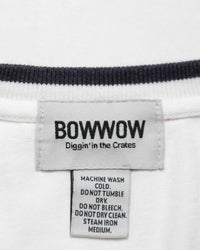 BOWWOW
Diggin' in the Crates
MACHINE WASH
COLD.
DO NOT TUMBLE
DRY.
DO NOT BLEECH.
DO NOT DRY CLEAN.
STEAM IRON
MEDIUM.